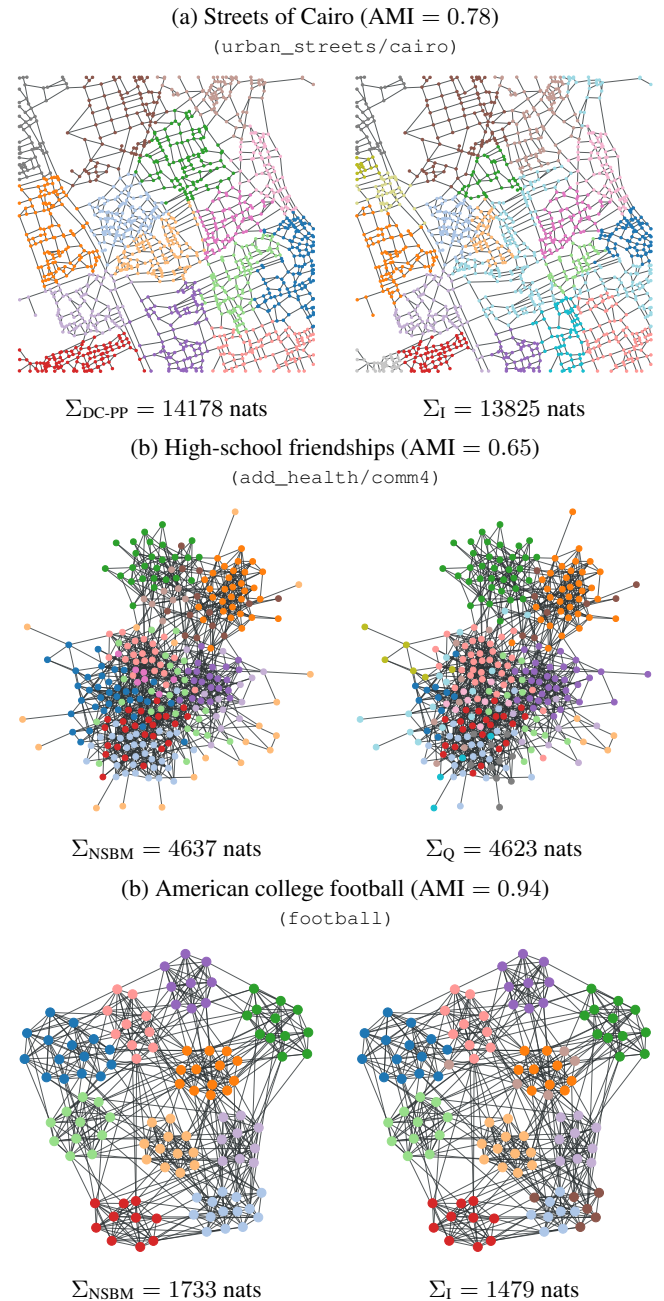 (a) Streets of Cairo (AMI = 0.78)
(urban_streets/cairo)
Σ_DC-PP = 14178 nats
Σ_I = 13825 nats
(b) High-school friendships (AMI = 0.65)
(add_health/comm4)
Σ_NSBM = 4637 nats
Σ_Q = 4623 nats
(b) American college football (AMI = 0.94)
(football)
Σ_NSBM = 1733 nats
Σ_I = 1479 nats